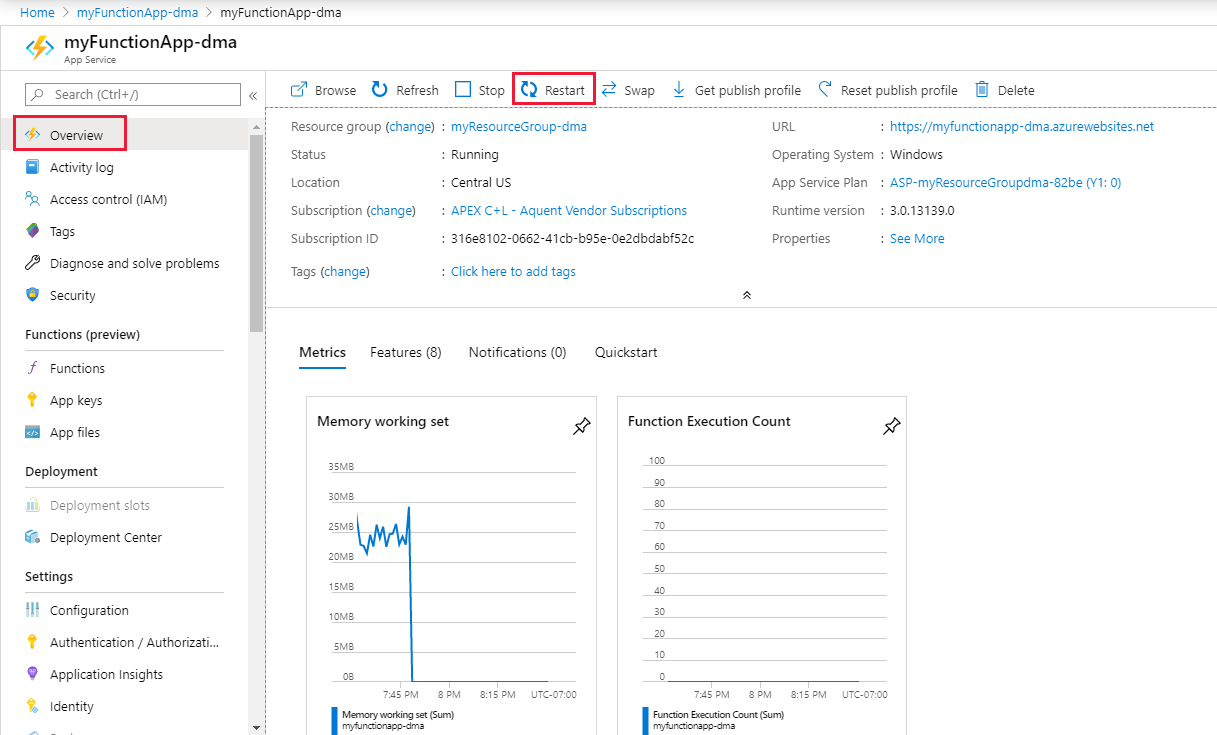 Home > myFunctionApp-dma > myFunctionApp-dma
myFunctionApp-dma
App Service
Search (Ctrl+/)
«
Overview
Activity log
Access control (IAM)
Tags
Diagnose and solve problems
Security
Functions (preview)
Functions
App keys
App files
Deployment
Deployment slots
Deployment Center
Settings
Configuration
Authentication / Authorizati...
Application Insights
Identity
Browse Refresh Stop Restart Swap Get publish profile Reset publish profile Delete
Resource group (change) : myResourceGroup-dma
Status : Running
Location : Central US
Subscription (change) : APEX C+L - Aquent Vendor Subscriptions
Subscription ID : 316e8102-0662-41cb-b95e-0e2dbdabf52c
Tags (change) : Click here to add tags
URL : https://myfunctionapp-dma.azurewebsites.net
Operating System : Windows
App Service Plan : ASP-myResourceGroupdma-82be (Y1: 0)
Runtime version : 3.0.13139.0
Properties : See More
Metrics Features (8) Notifications (0) Quickstart
Memory working set
35MB
30MB
25MB
20MB
15MB
10MB
5MB
0B
7:45 PM 8 PM 8:15 PM UTC-07:00
Memory working set (Sum)
myfunctionapp-dma
Function Execution Count
100
90
80
70
60
50
40
30
20
10
0
7:45 PM 8 PM 8:15 PM UTC-07:00
Function Execution Count (Sum)
myfunctionapp-dma